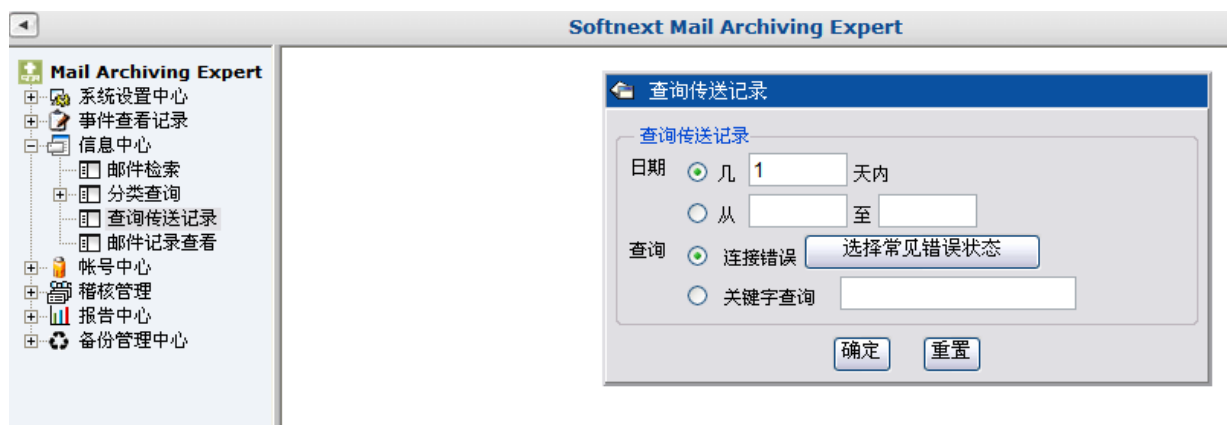 Softnext Mail Archiving Expert
Mail Archiving Expert
系统设置中心
事件查看记录
信息中心
邮件检索
分类查询
查询传送记录
邮件记录查看
帐号中心
稽核管理
报告中心
备份管理中心
查询传送记录
查询传送记录
日期 几 1 天内
从 至
查询 连接错误 选择常见错误状态
关键字查询
确定 重置